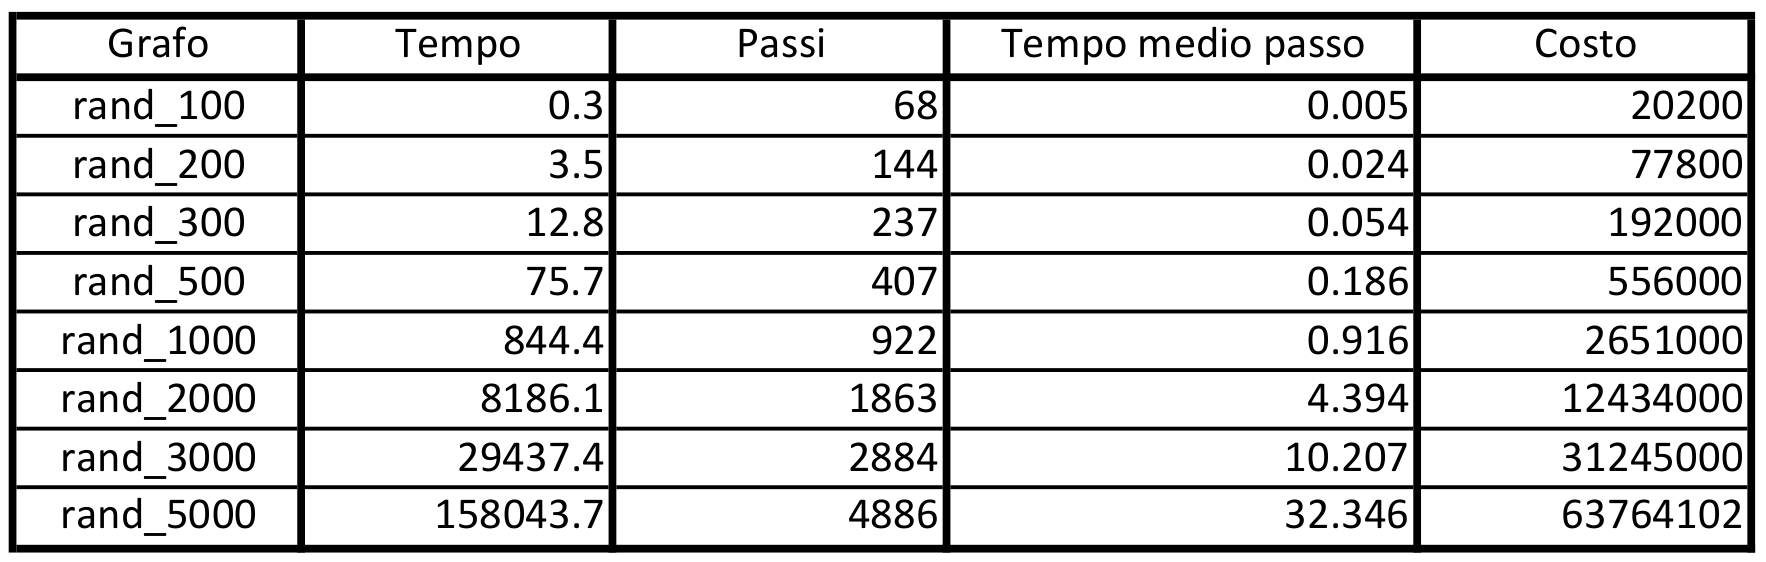 Grafo Tempo Passi Tempo medio passo Costo
rand_100 0.3 68 0.005 20200
rand_200 3.5 144 0.024 77800
rand_300 12.8 237 0.054 192000
rand_500 75.7 407 0.186 556000
rand_1000 844.4 922 0.916 2651000
rand_2000 8186.1 1863 4.394 12434000
rand_3000 29437.4 2884 10.207 31245000
rand_5000 158043.7 4886 32.346 63764102